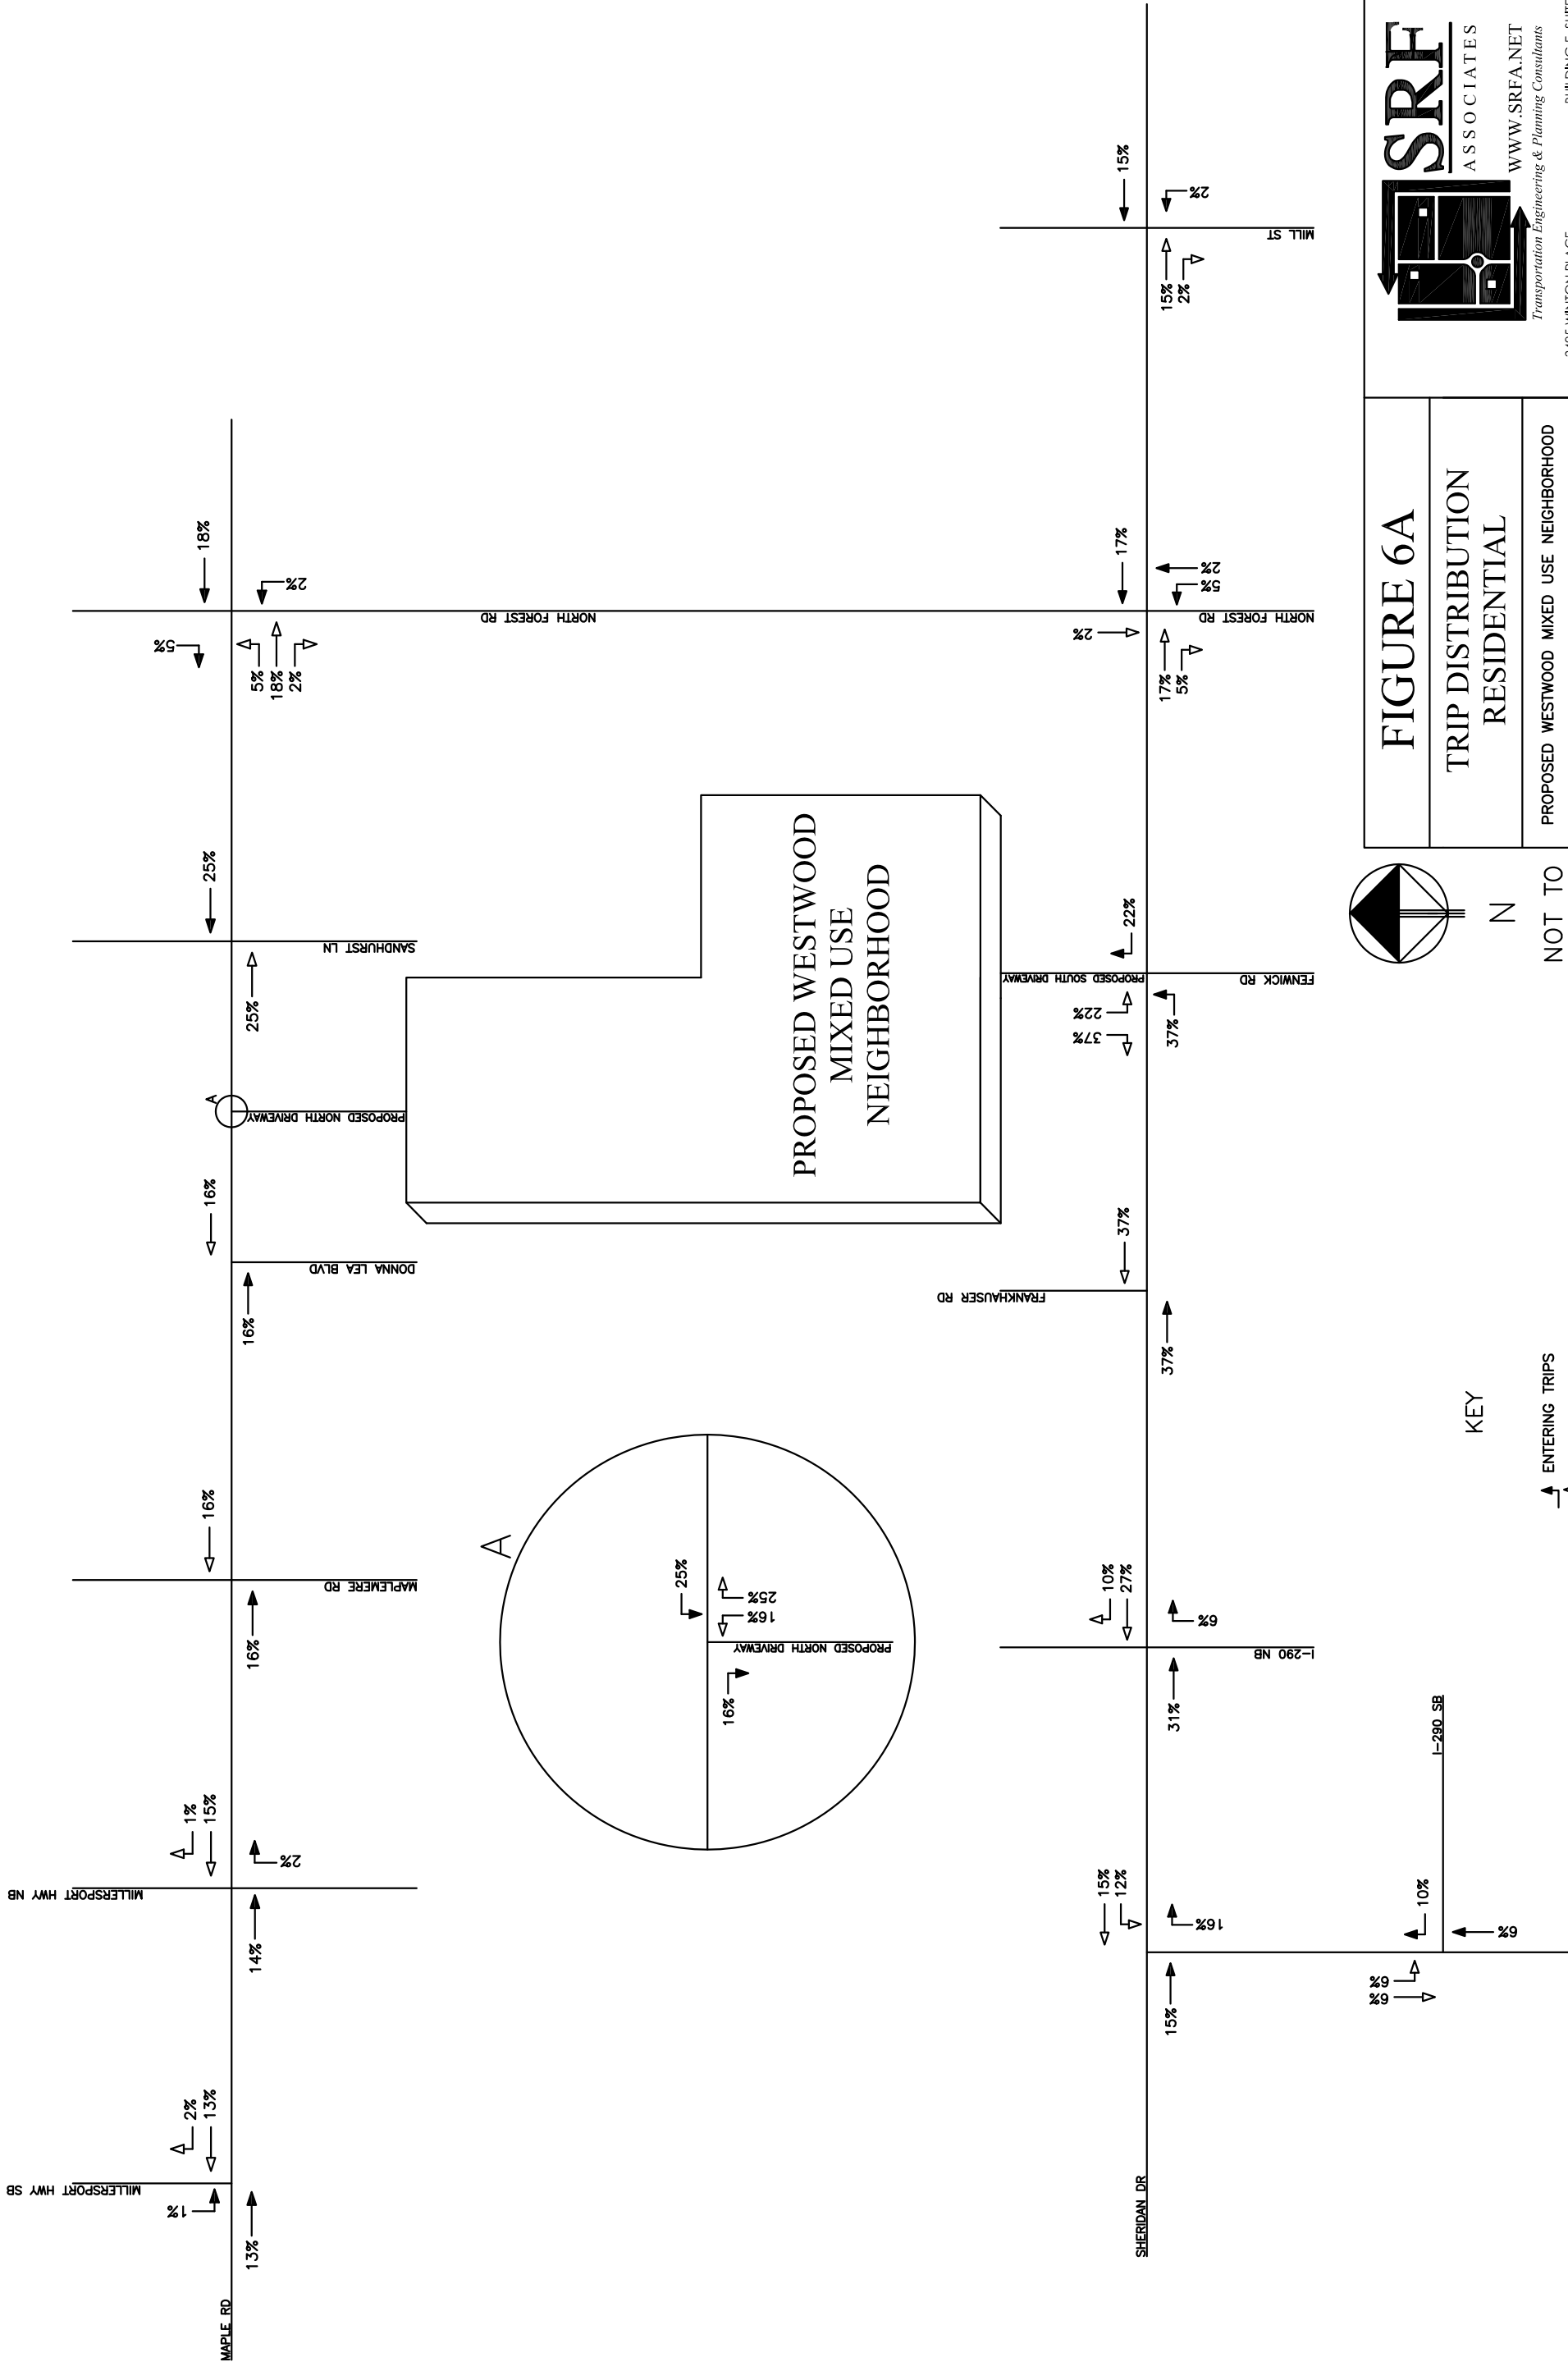 MAPLE RD
13%
1%
MILLERSPORT HWY SB
2%
13%
14%
MILLERSPORT HWY NB
1%
15%
2%
16%
MAPLEMERE RD
16%
16%
DONNA LEA BLVD
16%
A
PROPOSED NORTH DRIVEWAY
25%
SANDHURST LN
25%
5%
5%
18%
2%
NORTH FOREST RD
18%
2%
A
16%
PROPOSED NORTH DRIVEWAY
16%
25%
25%
PROPOSED WESTWOOD
MIXED USE
NEIGHBORHOOD
SHERIDAN DR
15%
15%
12%
16%
6%
6%
10%
6%
I-290 SB
31%
I-290 NB
10%
27%
6%
37%
FRANKHAUSER RD
37%
37%
22%
37%
PROPOSED SOUTH DRIVEWAY
FENWICK RD
22%
2%
17%
5%
NORTH FOREST RD
17%
2%
5%
15%
2%
MILL ST
15%
2%
KEY
ENTERING TRIPS
N
NOT TO
FIGURE 6A
TRIP DISTRIBUTION
RESIDENTIAL
PROPOSED WESTWOOD MIXED USE NEIGHBORHOOD
SRF
ASSOCIATES
WWW.SRFA.NET
Transportation Engineering & Planning Consultants